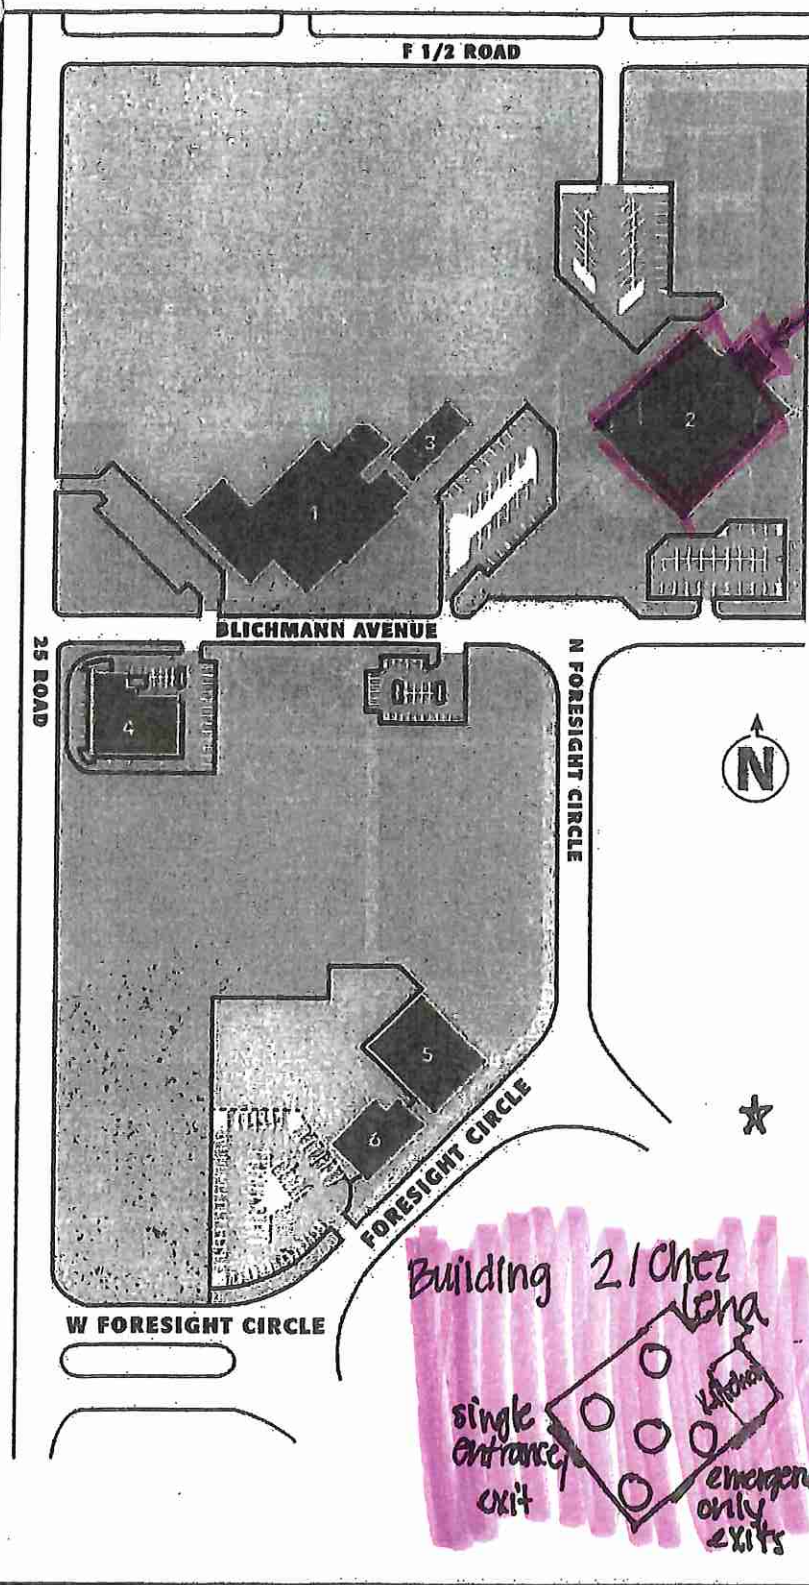 F 1/2 ROAD
2
3
1
BLICHMANN AVENUE
25 ROAD
4
N FORESIGHT CIRCLE
N
5
6
FORESIGHT CIRCLE
W FORESIGHT CIRCLE
Building 2/Chez
Lena
Kitchen
single
entrance/
exit
emergen
only
exits